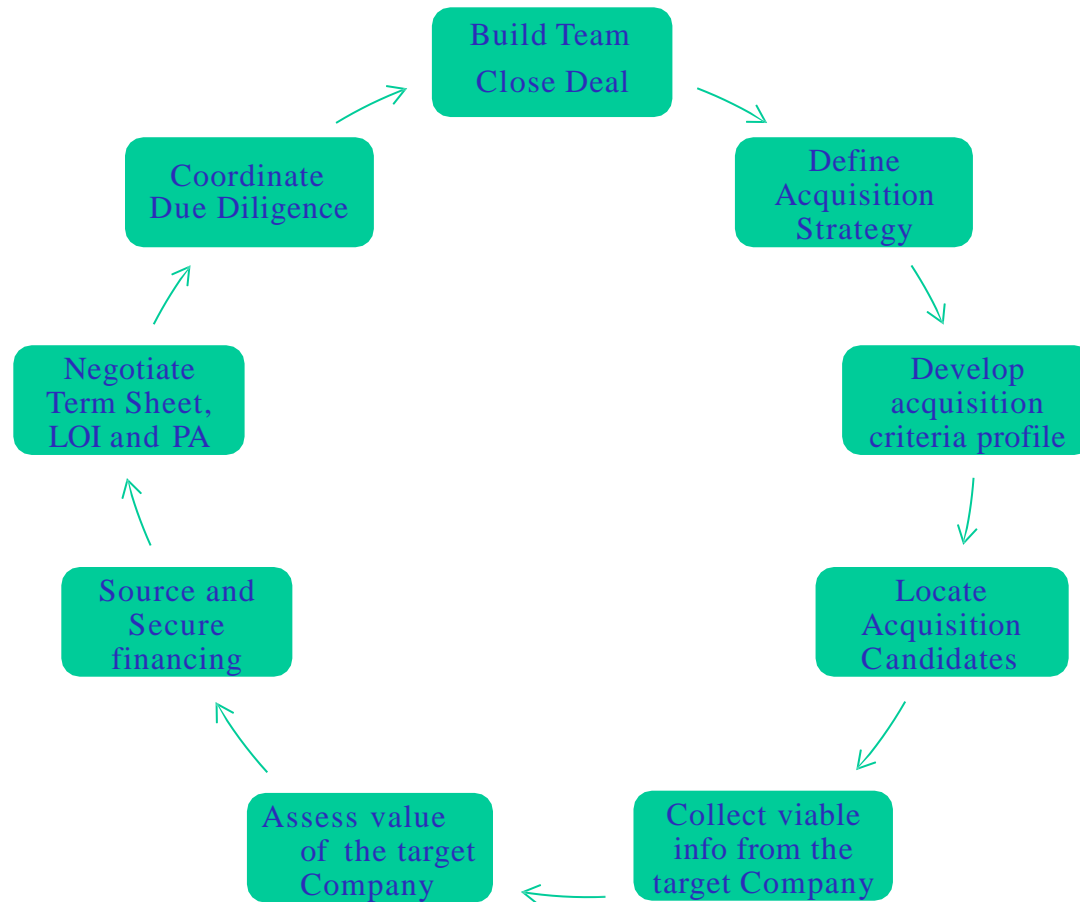 Build Team
Close Deal
Define
Acquisition
Strategy
Develop
acquisition
criteria profile
Locate
Acquisition
Candidates
Collect viable
info from the
target Company
Assess value
of the target
Company
Source and
Secure
financing
Negotiate
Term Sheet,
LOI and PA
Coordinate
Due Diligence